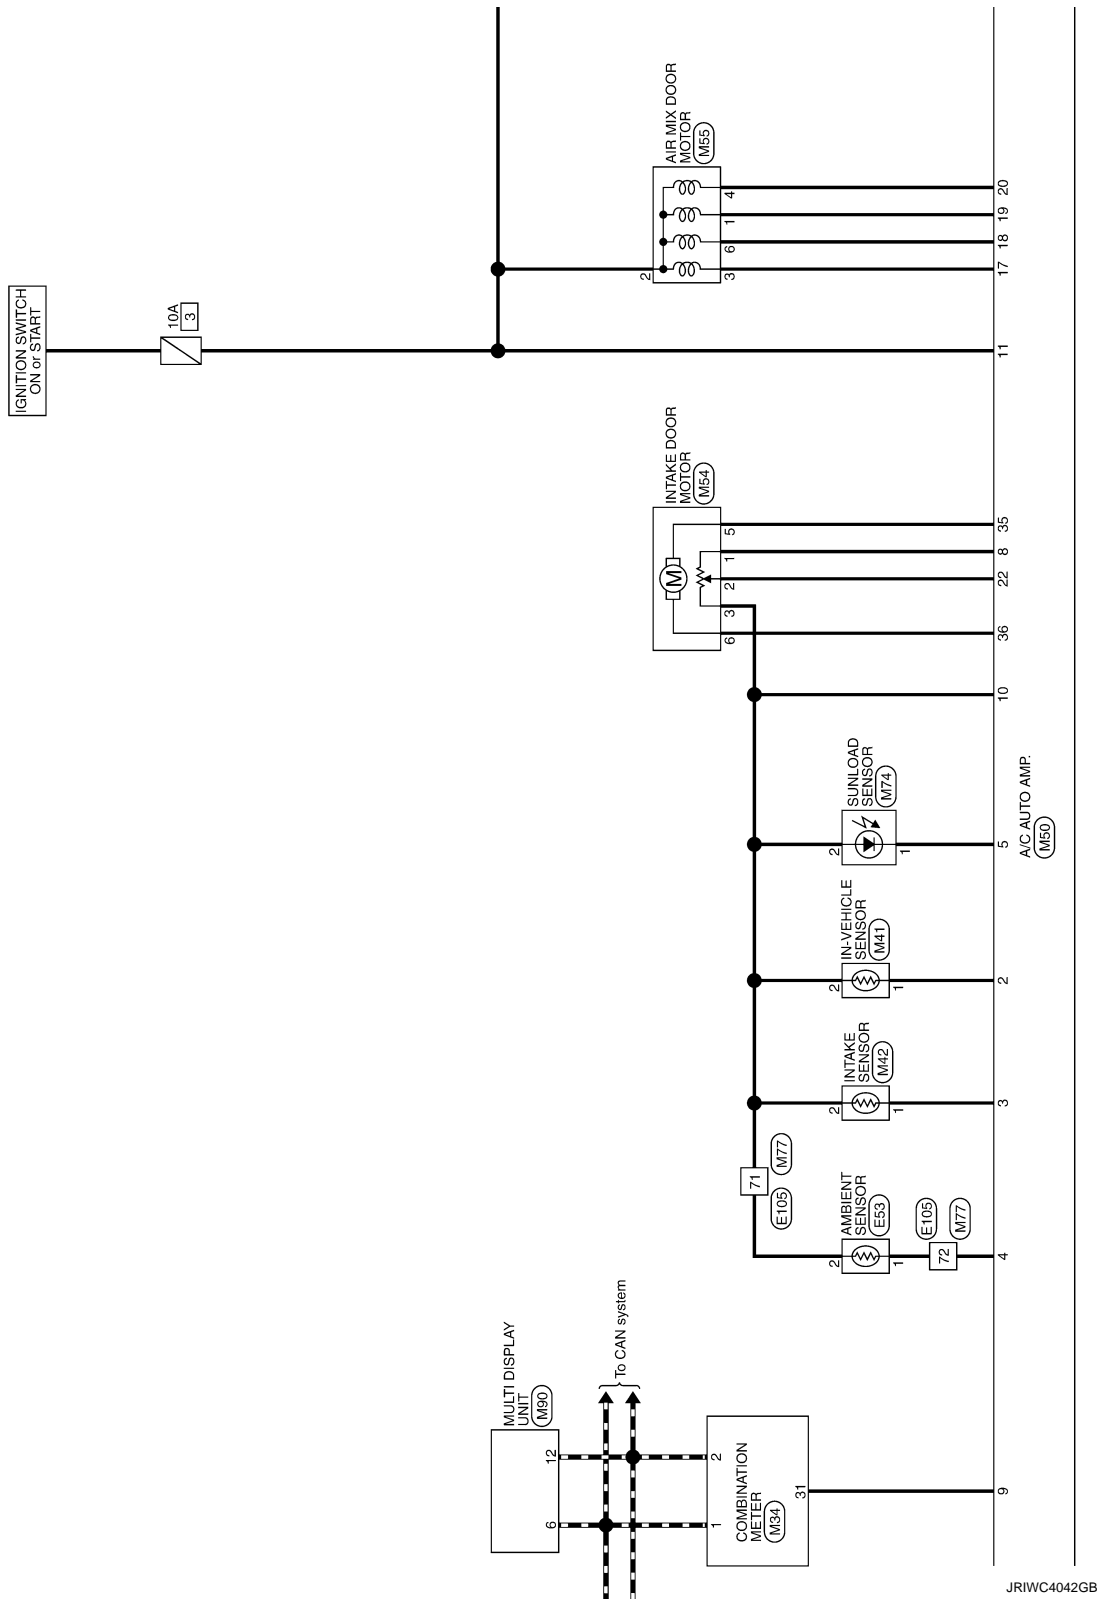 IGNITION SWITCH
ON or START
10A
3
AIR MIX DOOR
MOTOR
M55
2
3
6
1
4
17
18
19
20
11
INTAKE DOOR
MOTOR
M54
M
6
3
2
1
5
36
22
8
35
10
SUNLOAD
SENSOR
M74
2
1
5
IN-VEHICLE
SENSOR
M41
2
1
2
INTAKE
SENSOR
M42
2
1
3
71
E105
M77
AMBIENT
SENSOR
E53
2
1
72
E105
M77
4
A/C AUTO AMP.
M50
MULTI DISPLAY
UNIT
M90
6
12
To CAN system
1
2
COMBINATION
METER
M34
31
9
JRIWC4042GB